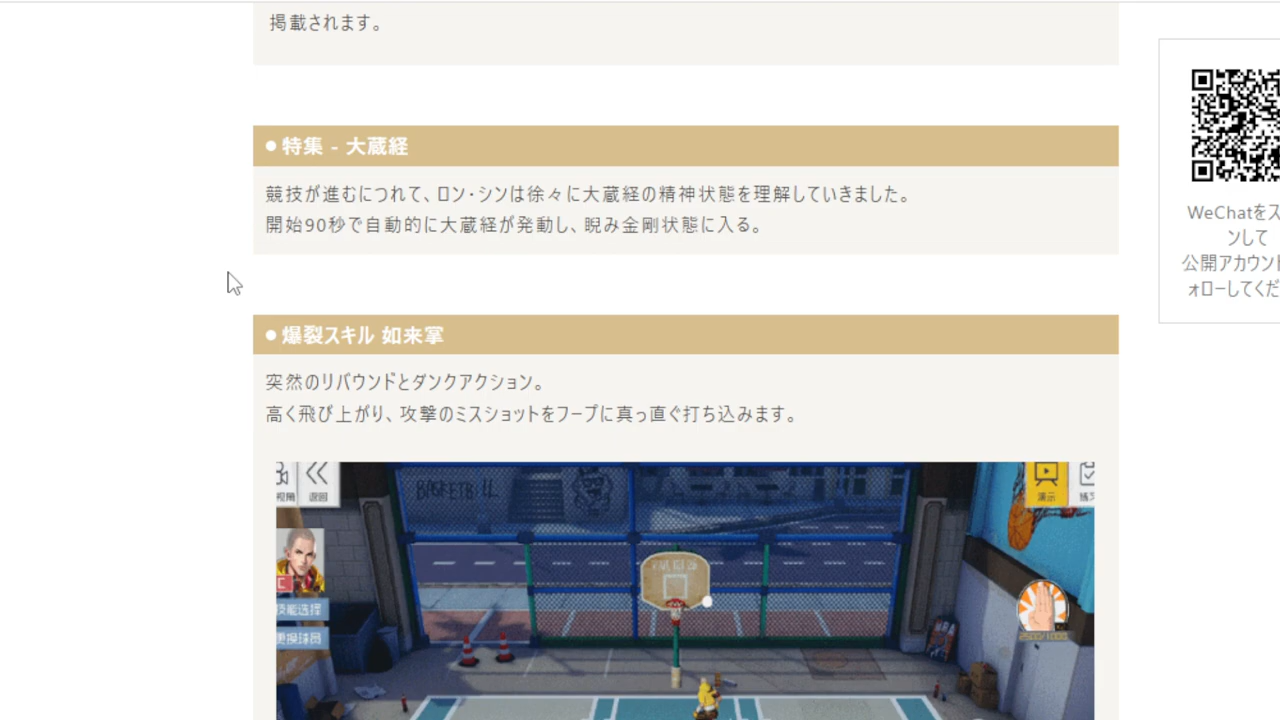 掲載されます。
● 特集 - 大蔵経
競技が進むにつれて、ロン・シンは徐々に大蔵経の精神状態を理解していきました。
開始90秒で自動的に大蔵経が発動し、睨み金剛状態に入る。
WeChatをス
ンして
公開アカウント
ォローしてくだ
● 爆裂スキル 如来掌
突然のリバウンドとダンクアクション。
高く飛び上がり、攻撃のミスショットをフープに真っ直ぐ打ち込みます。
返回
演示
C
技能选择
更换球员
2500/1000